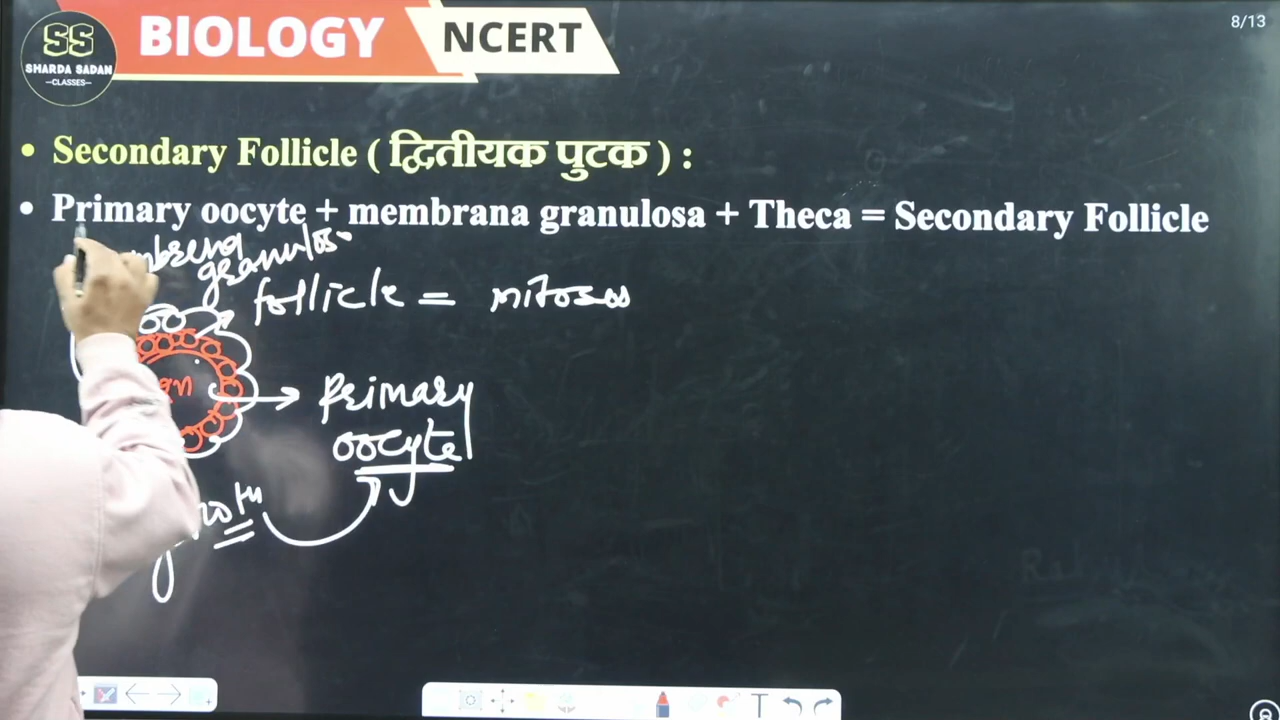 SS
SHARDA SADAN
CLASSES
BIOLOGY NCERT
8/13
• Secondary Follicle ( द्वितीयक पुटक ) :
• Primary oocyte + membrana granulosa + Theca = Secondary Follicle
follicle = mitosis
Primary
oocyte